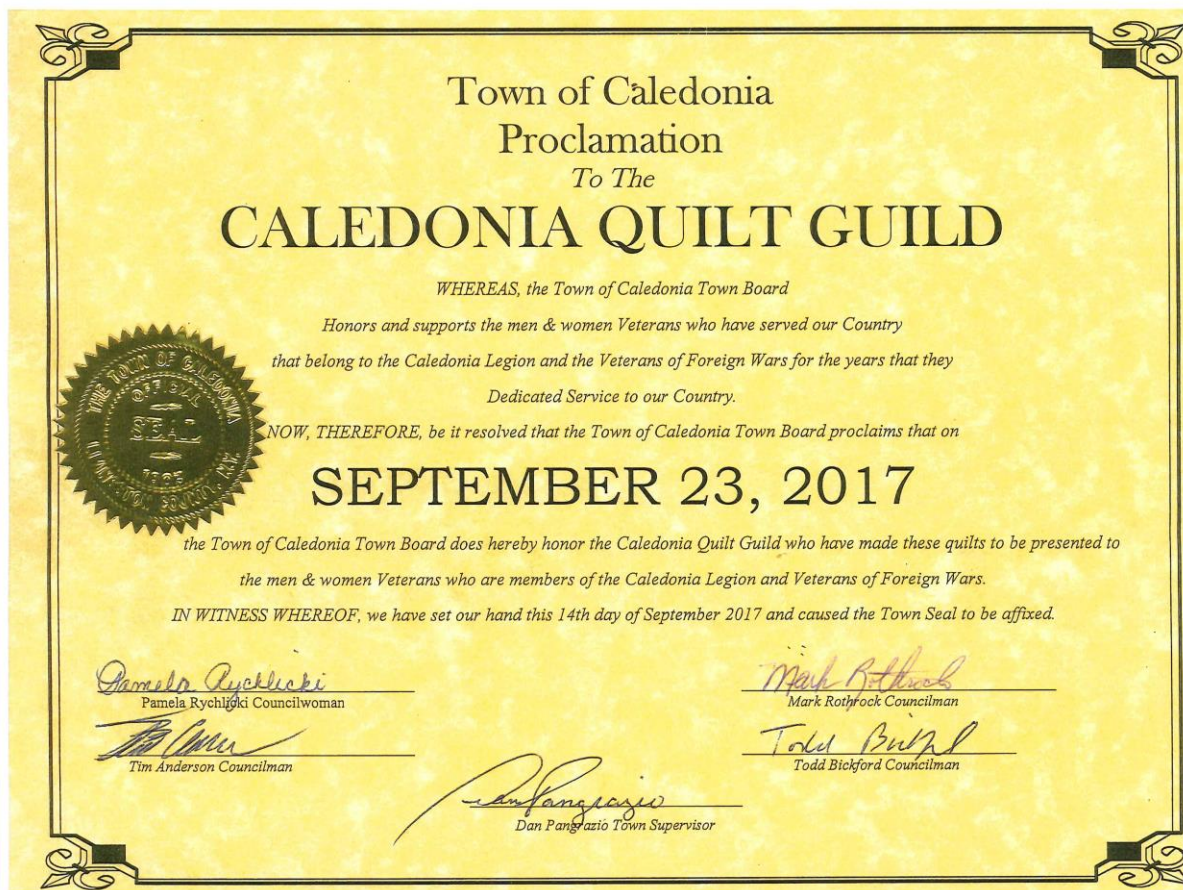 Town of Caledonia
Proclamation
To The
CALEDONIA QUILT GUILD
WHEREAS, the Town of Caledonia Town Board
Honors and supports the men & women Veterans who have served our Country
that belong to the Caledonia Legion and the Veterans of Foreign Wars for the years that they
Dedicated Service to our Country.
NOW, THEREFORE, be it resolved that the Town of Caledonia Town Board proclaims that on
SEPTEMBER 23, 2017
the Town of Caledonia Town Board does hereby honor the Caledonia Quilt Guild who have made these quilts to be presented to
the men & women Veterans who are members of the Caledonia Legion and Veterans of Foreign Wars.
IN WITNESS WHEREOF, we have set our hand this 14th day of September 2017 and caused the Town Seal to be affixed.
THE TOWN OF CALEDONIA
OFFICIAL
SEAL
Pamela Rychlicki
Pamela Rychlicki Councilwoman
Mark Rothrock
Mark Rothrock Councilman
Tim Anderson Councilman
Todd Bickford
Todd Bickford Councilman
Dan Pangrazio
Dan Pangrazio Town Supervisor